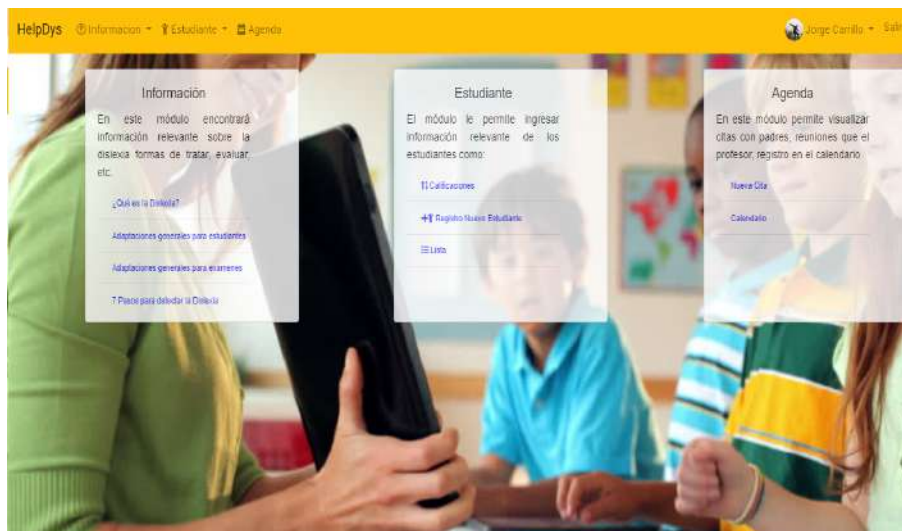 HelpDys Informacion Estudiante Agenda Jorge Carrillo
Información
En este módulo encontrará
información relevante sobre la
dislexia formas de tratar, evaluar,
etc.
¿Qué es la Dislexia?
Adaptaciones generales para estudiantes
Adaptaciones generales para examenes
7 Pasos para detectar la Dislexia
Estudiante
El módulo le permite ingresar
información relevante de los
estudiantes como:
Calificaciones
Registro Nuevo Estudiante
Lista
Agenda
En este módulo permite visualizar
citas con padres, reuniones que el
profesor, registro en el calendario
Nueva Cita
Calendario